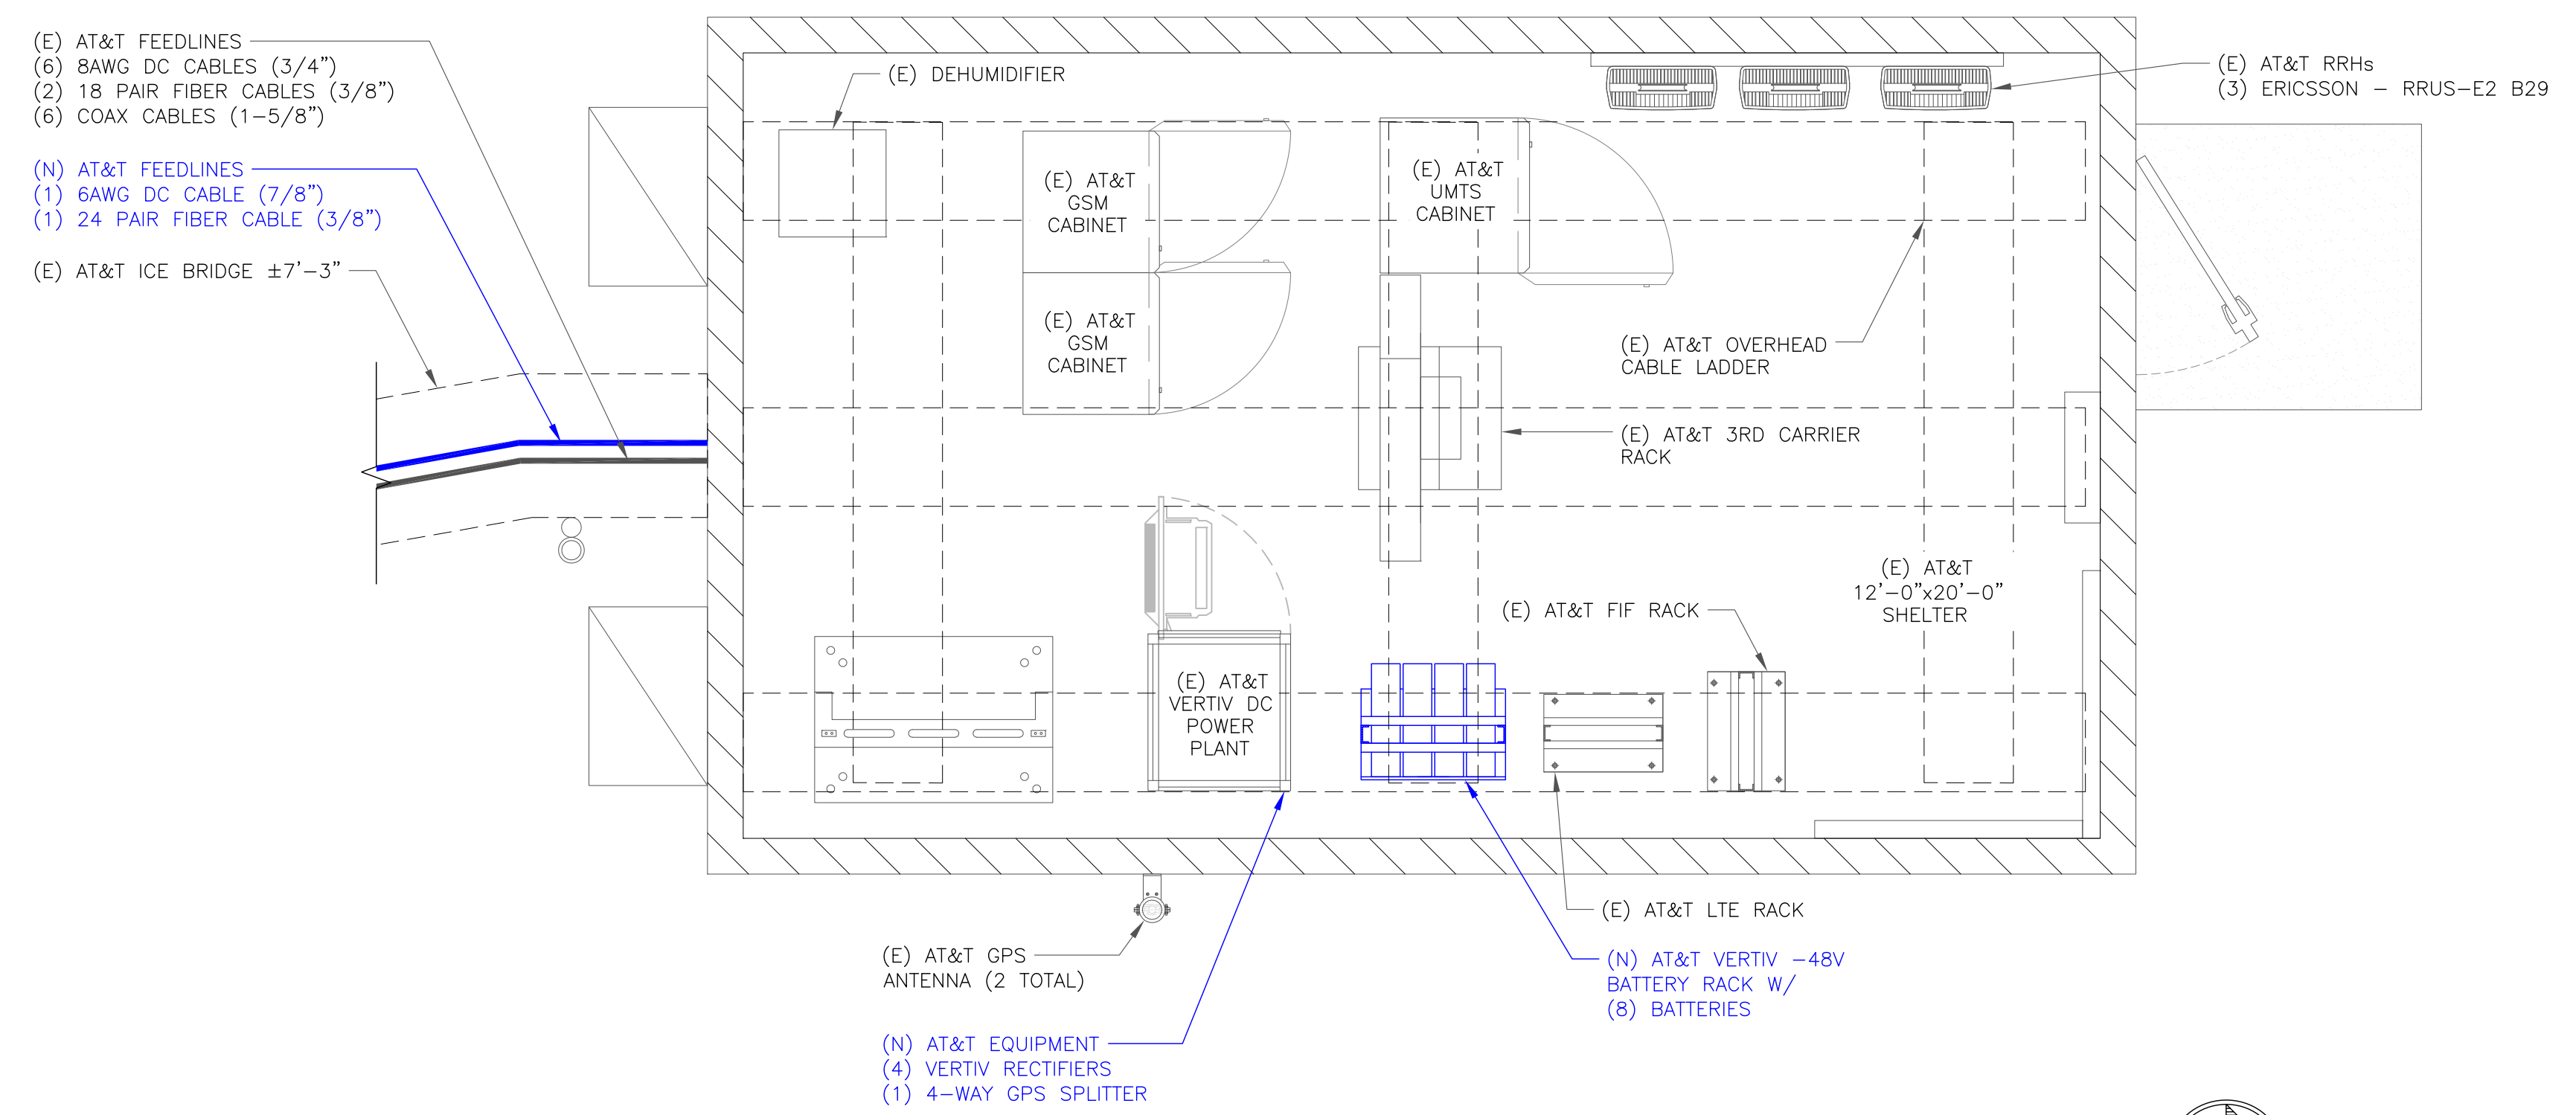 (E) AT&T FEEDLINES
(6) 8AWG DC CABLES (3/4")
(2) 18 PAIR FIBER CABLES (3/8")
(6) COAX CABLES (1-5/8")
(N) AT&T FEEDLINES
(1) 6AWG DC CABLE (7/8")
(1) 24 PAIR FIBER CABLE (3/8")
(E) AT&T ICE BRIDGE ±7'-3"
(E) DEHUMIDIFIER
(E) AT&T
GSM
CABINET
(E) AT&T
GSM
CABINET
(E) AT&T
UMTS
CABINET
(E) AT&T RRHs
(3) ERICSSON - RRUS-E2 B29
(E) AT&T OVERHEAD
CABLE LADDER
(E) AT&T 3RD CARRIER
RACK
(E) AT&T
12'-0"x20'-0"
SHELTER
(E) AT&T FIF RACK
(E) AT&T
VERTIV DC
POWER
PLANT
(E) AT&T LTE RACK
(N) AT&T VERTIV -48V
BATTERY RACK W/
(8) BATTERIES
(E) AT&T GPS
ANTENNA (2 TOTAL)
(N) AT&T EQUIPMENT
(4) VERTIV RECTIFIERS
(1) 4-WAY GPS SPLITTER